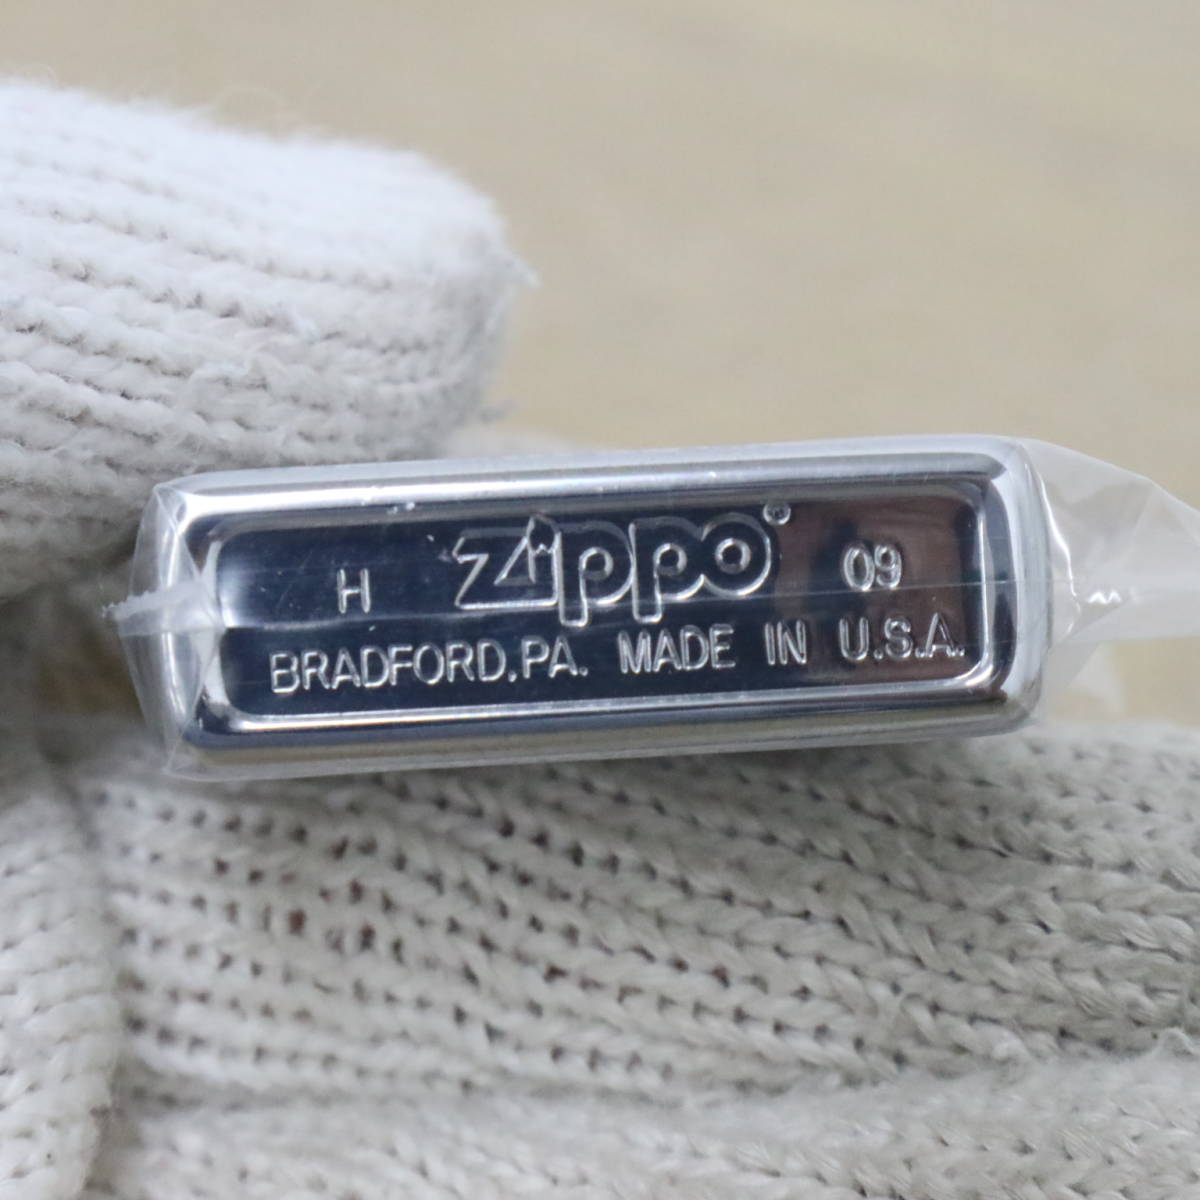 H Zippo® 09
BRADFORD,PA. MADE IN U.S.A.